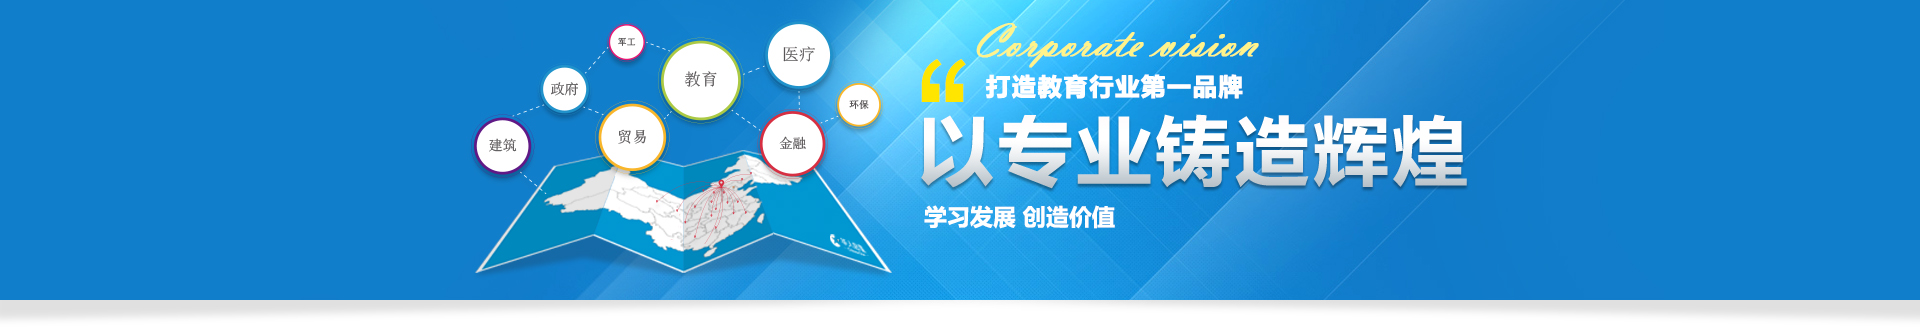 军工
医疗
教育
政府
环保
贸易
金融
建筑
Corporate vision
打造教育行业第一品牌
以专业铸造辉煌
学习发展 创造价值